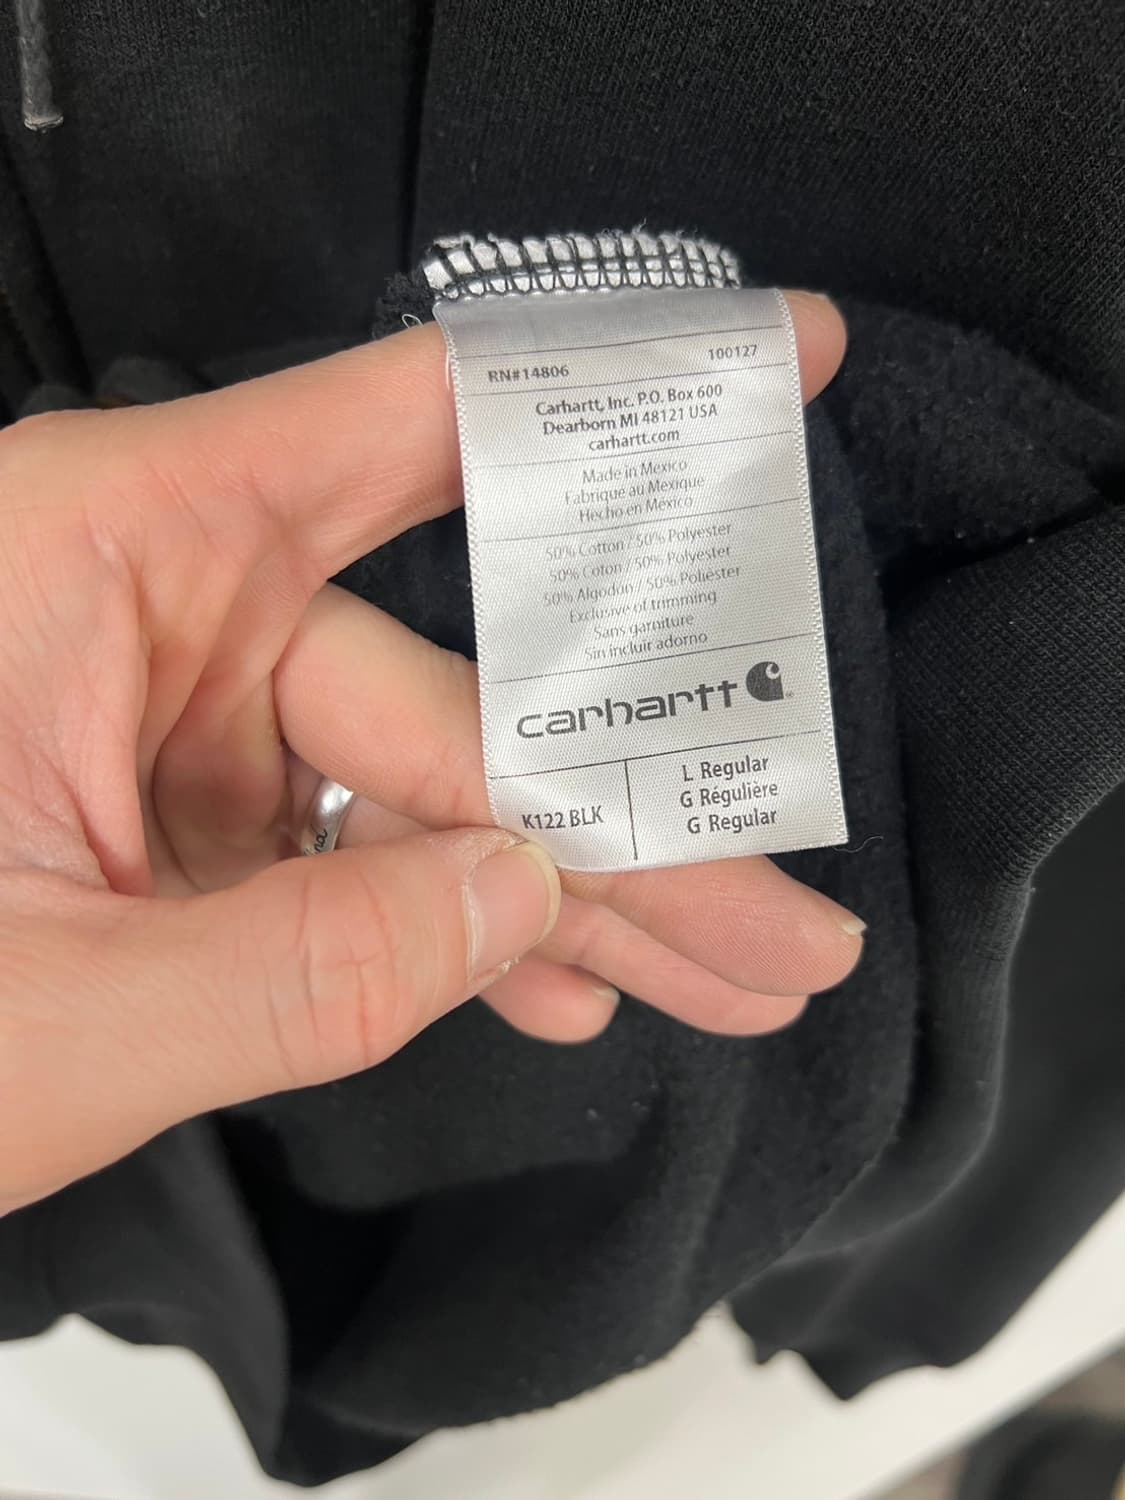 RN#14806 100127
Carhartt, Inc. P.O. Box 600
Dearborn MI 48121 USA
carhartt.com
Made in Mexico
Fabrique au Mexique
Hecho en México
50% Cotton / 50% Polyester
50% Coton / 50% Polyester
50% Algodon / 50% Poliéster
Exclusive of trimming
Sans garniture
Sin incluir adorno
carhartt
K122 BLK
L Regular
G Régulière
G Regular